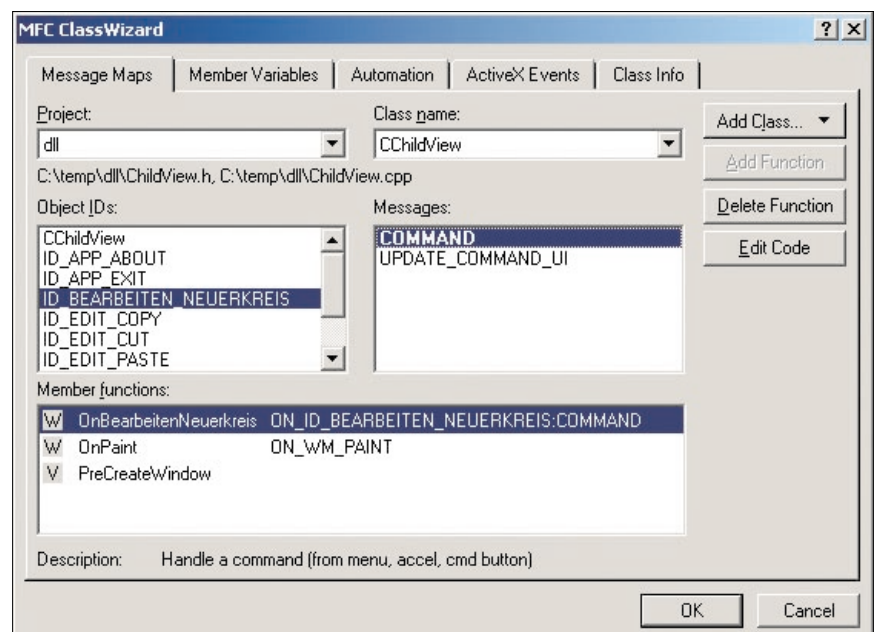 MFC ClassWizard
Message Maps
Member Variables
Automation
ActiveX Events
Class Info
Project:
Class name:
dll
CChildView
Add Class...
Add Function
Delete Function
Edit Code
C:\temp\dll\ChildView.h, C:\temp\dll\ChildView.cpp
Object IDs:
Messages:
CChildView
ID_APP_ABOUT
ID_APP_EXIT
ID_BEARBEITEN_NEUERKREIS
ID_EDIT_COPY
ID_EDIT_CUT
ID_EDIT_PASTE
COMMAND
UPDATE_COMMAND_UI
Member functions:
W OnBearbeitenNeuerkreis ON_ID_BEARBEITEN_NEUERKREIS:COMMAND
W OnPaint ON_WM_PAINT
V PreCreateWindow
Description: Handle a command (from menu, accel, cmd button)
OK
Cancel